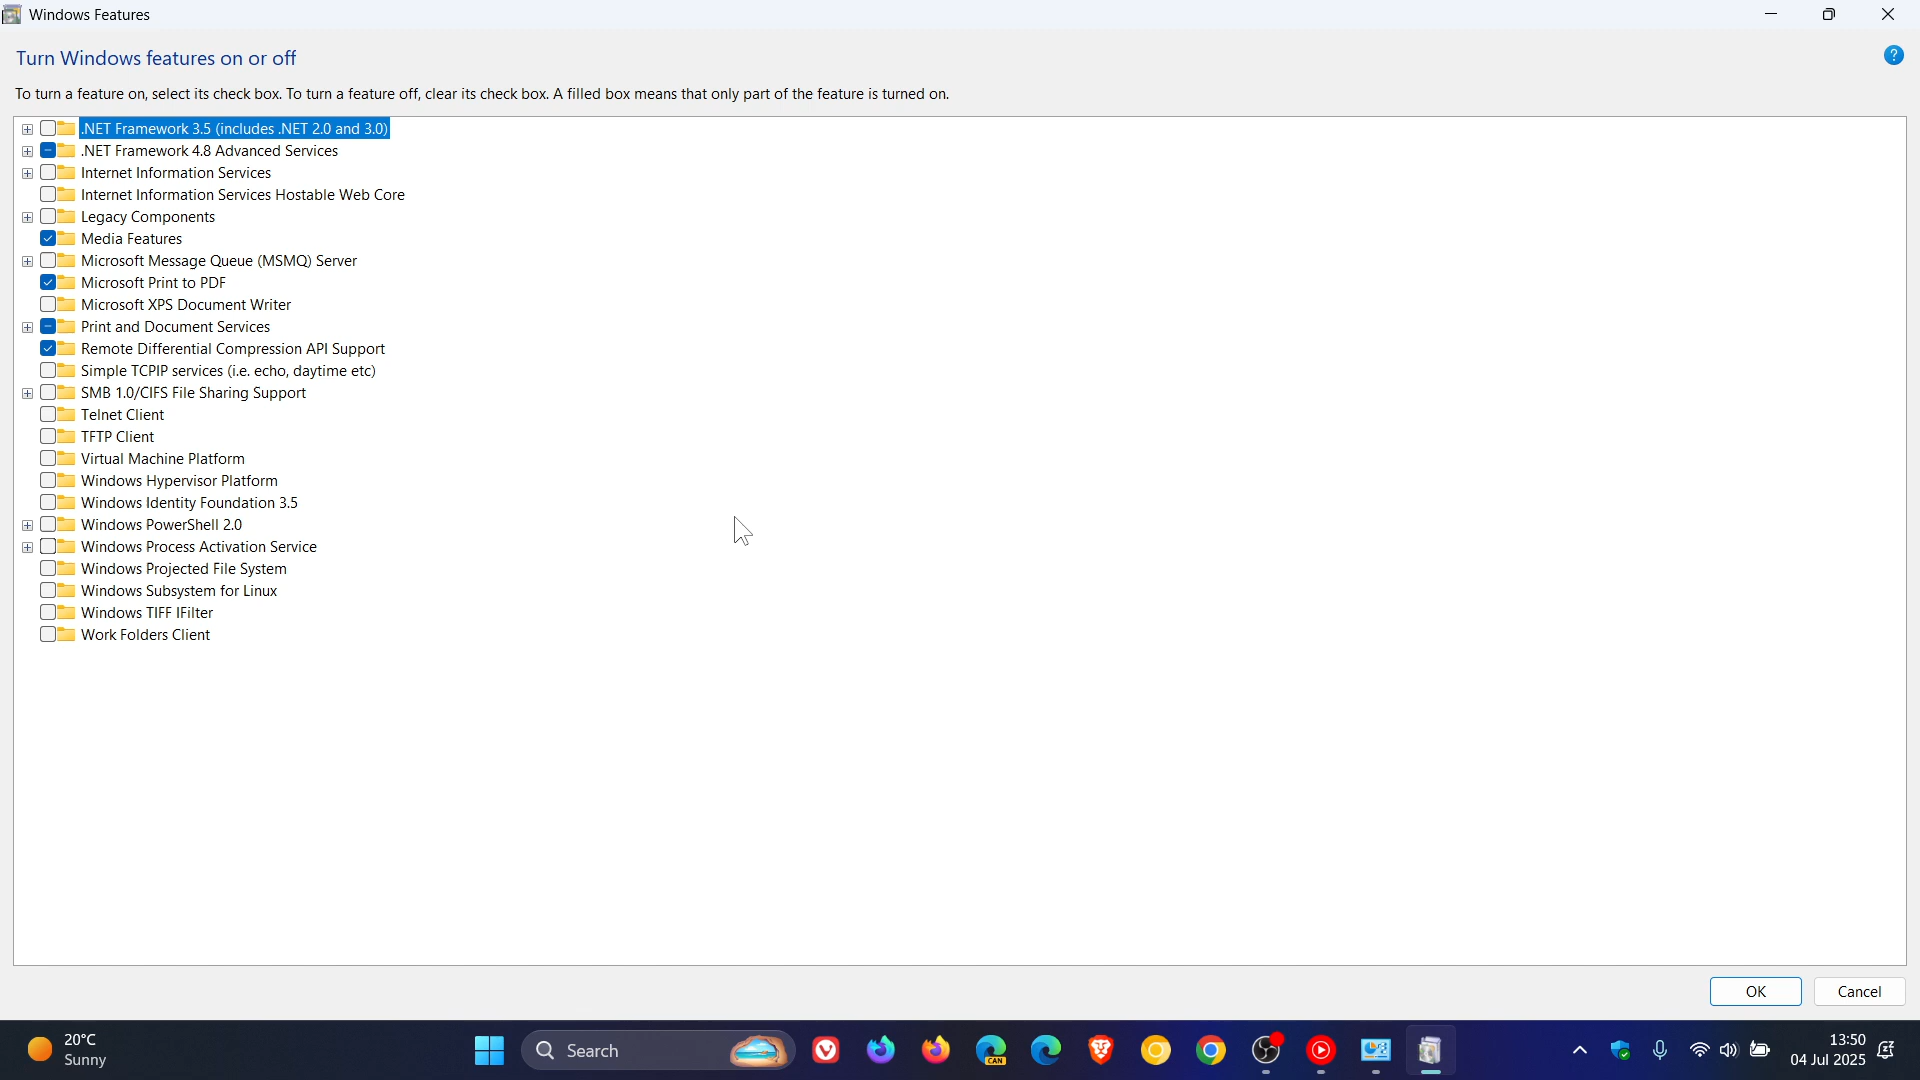 Windows Features
Turn Windows features on or off
To turn a feature on, select its check box. To turn a feature off, clear its check box. A filled box means that only part of the feature is turned on.
.NET Framework 3.5 (includes .NET 2.0 and 3.0)
.NET Framework 4.8 Advanced Services
Internet Information Services
Internet Information Services Hostable Web Core
Legacy Components
Media Features
Microsoft Message Queue (MSMQ) Server
Microsoft Print to PDF
Microsoft XPS Document Writer
Print and Document Services
Remote Differential Compression API Support
Simple TCPIP services (i.e. echo, daytime etc)
SMB 1.0/CIFS File Sharing Support
Telnet Client
TFTP Client
Virtual Machine Platform
Windows Hypervisor Platform
Windows Identity Foundation 3.5
Windows PowerShell 2.0
Windows Process Activation Service
Windows Projected File System
Windows Subsystem for Linux
Windows TIFF IFilter
Work Folders Client
OK Cancel
20°C
Sunny
Search
CAN
13:50
04 Jul 2025